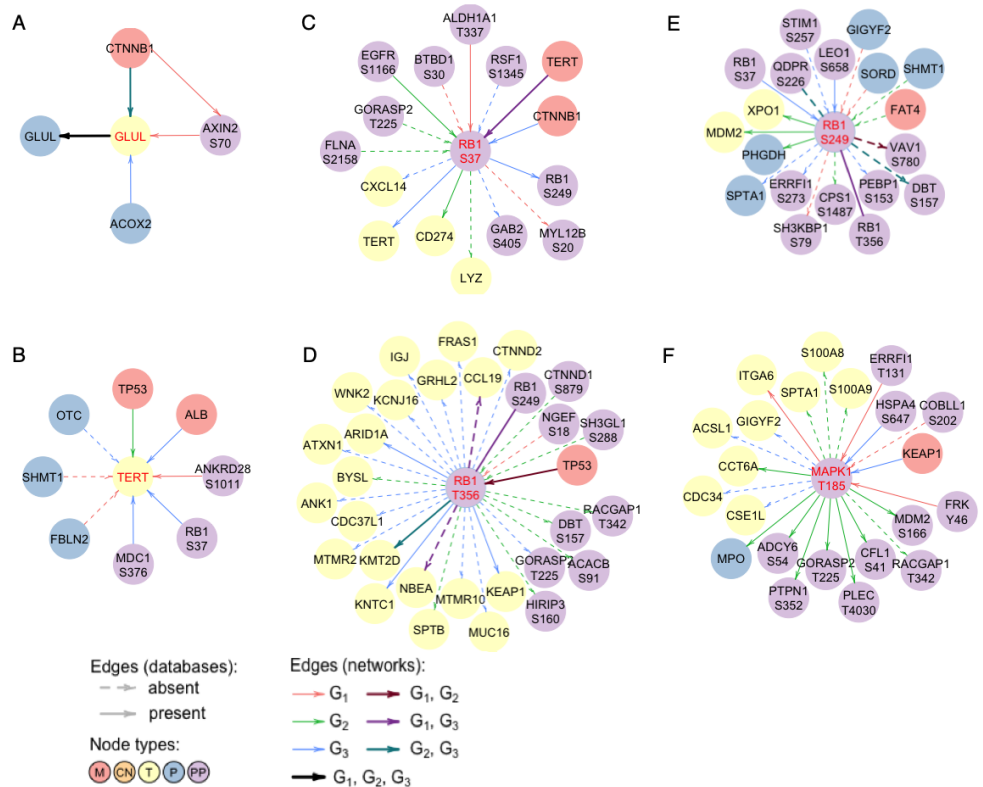 A
CTNNB1
GLUL
GLUL
AXIN2
S70
ACOX2
B
TP53
OTC
ALB
SHMT1
TERT
ANKRD28
S1011
FBLN2
RB1
S37
MDC1
S376
C
ALDH1A1
T337
EGFR
S1166
BTBD1
S30
RSF1
S1345
TERT
GORASP2
T225
CTNNB1
FLNA
S2158
RB1
S37
CXCL14
RB1
S249
TERT
CD274
GAB2
S405
MYL12B
S20
LYZ
D
FRAS1
IGJ
CTNND2
GRHL2
CCL19
CTNND1
S879
WNK2
KCNJ16
RB1
S249
NGEF
S18
SH3GL1
S288
ATXN1
ARID1A
TP53
BYSL
RB1
T356
ANK1
CDC37L1
DBT
S157
RACGAP1
T342
MTMR2
KMT2D
GORASP2
T225
ACACB
S91
KNTC1
NBEA
MTMR10
KEAP1
HIRIP3
S160
SPTB
MUC16
E
STIM1
S257
GIGYF2
RB1
S37
QDPR
S226
LEO1
S658
SORD
SHMT1
XPO1
FAT4
MDM2
RB1
S249
PHGDH
VAV1
S780
SPTA1
ERRFI1
S273
CPS1
S1487
PEBP1
S153
DBT
S157
SH3KBP1
S79
RB1
T356
F
S100A8
ERRFI1
T131
ITGA6
SPTA1
S100A9
HSPA4
S647
COBLL1
S202
ACSL1
GIGYF2
KEAP1
CCT6A
MAPK1
T185
CDC34
CSE1L
FRK
Y46
MDM2
S166
MPO
ADCY6
S54
GORASP2
T225
CFL1
S41
RACGAP1
T342
PTPN1
S352
PLEC
T4030
Edges (databases):
absent
present
Node types:
M CN T P PP
Edges (networks):
G₁ G₁, G₂
G₂ G₁, G₃
G₃ G₂, G₃
G₁, G₂, G₃